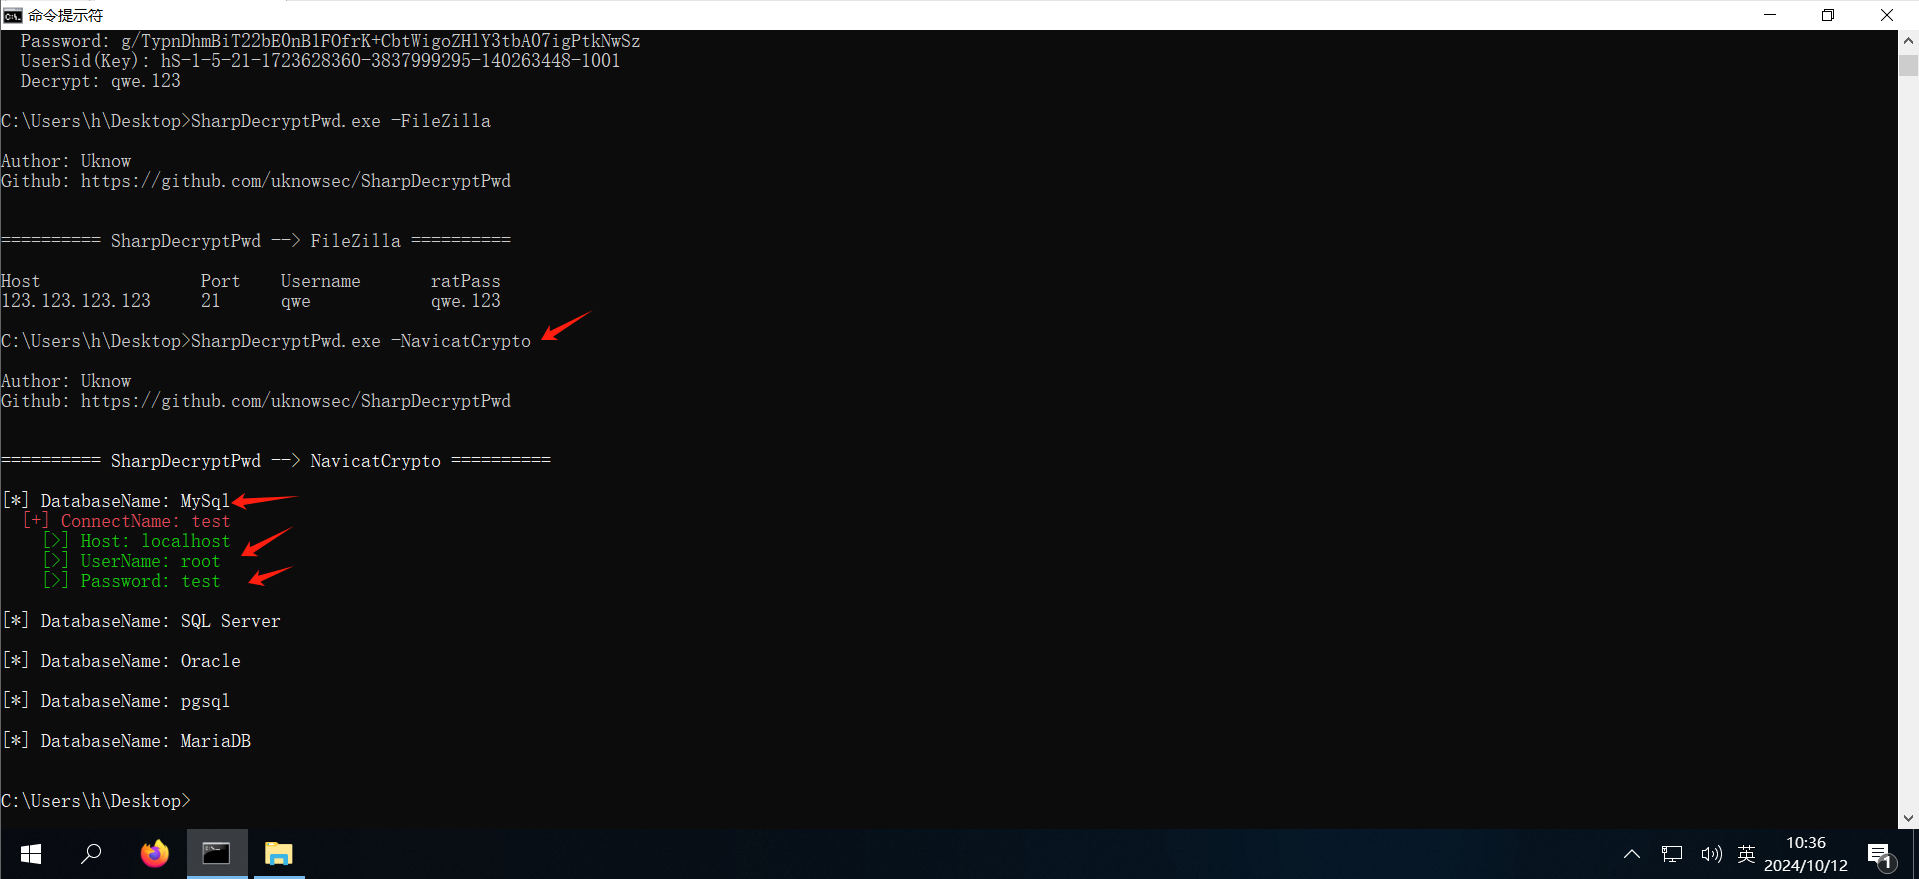 命令提示符
Password: g/TypnDhmBiT22bE0nB1FOfrK+CbtWigoZHlY3tbA07igPtkNwSz
UserSid(Key): hS-1-5-21-1723628360-3837999295-140263448-1001
Decrypt: qwe.123
C:\Users\h\Desktop>SharpDecryptPwd.exe -FileZilla
Author: Uknow
Github: https://github.com/uknowsec/SharpDecryptPwd
========== SharpDecryptPwd --> FileZilla ==========
Host Port Username ratPass
123.123.123.123 21 qwe qwe.123
C:\Users\h\Desktop>SharpDecryptPwd.exe -NavicatCrypto
Author: Uknow
Github: https://github.com/uknowsec/SharpDecryptPwd
========== SharpDecryptPwd --> NavicatCrypto ==========
[*] DatabaseName: MySql
[+] ConnectName: test
[>] Host: localhost
[>] UserName: root
[>] Password: test
[*] DatabaseName: SQL Server
[*] DatabaseName: Oracle
[*] DatabaseName: pgsql
[*] DatabaseName: MariaDB
C:\Users\h\Desktop>
英
10:36
2024/10/12
1